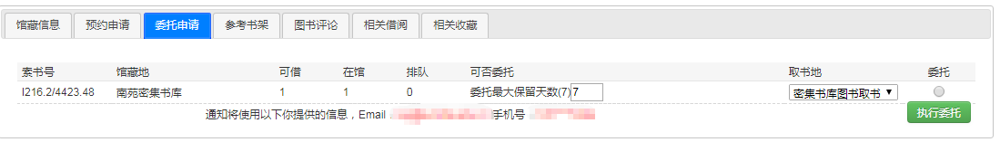 馆藏信息 预约申请 委托申请 参考书架 图书评论 相关借阅 相关收藏
索书号 馆藏地 可借 在馆 排队 可否委托 取书地 委托
I216.2/4423.48 南苑密集书库 1 1 0 委托最大保留天数(7) 7 密集书库图书取书
通知将使用以下你提供的信息，Email 手机号 执行委托